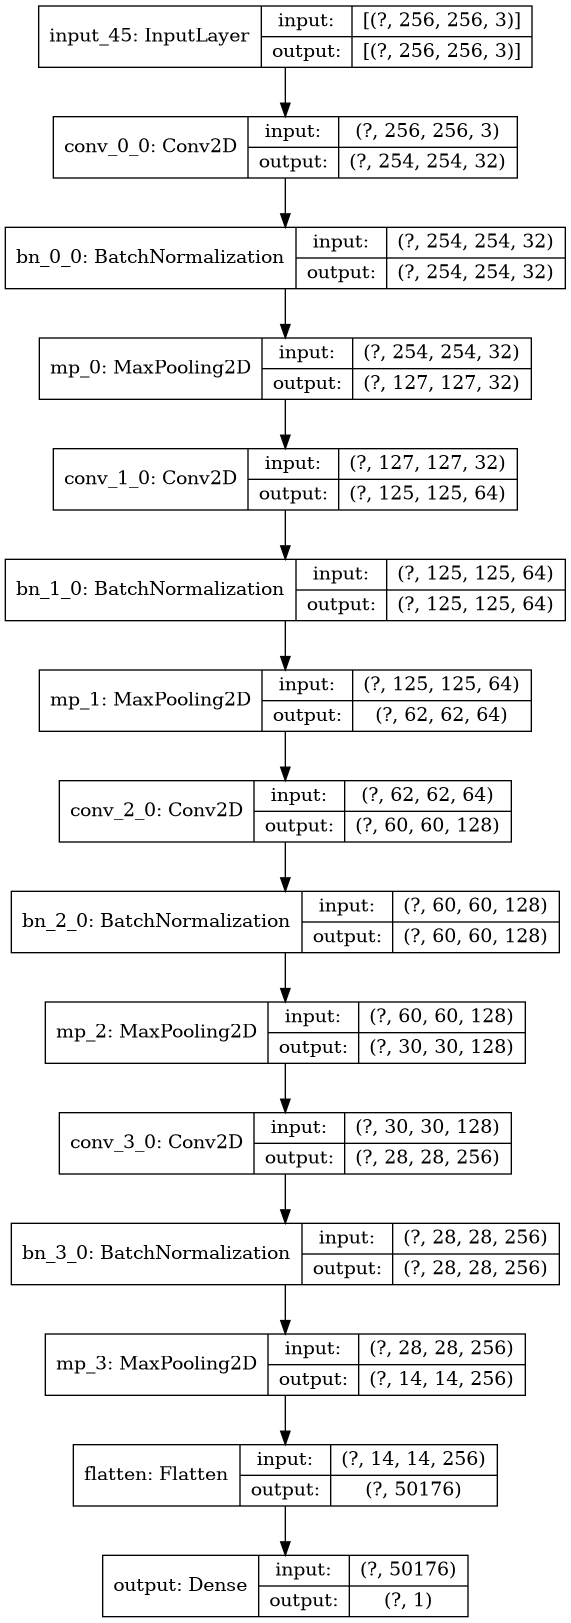 input_45: InputLayer
input: [(?, 256, 256, 3)]
output: [(?, 256, 256, 3)]
conv_0_0: Conv2D
input: (?, 256, 256, 3)
output: (?, 254, 254, 32)
bn_0_0: BatchNormalization
input: (?, 254, 254, 32)
output: (?, 254, 254, 32)
mp_0: MaxPooling2D
input: (?, 254, 254, 32)
output: (?, 127, 127, 32)
conv_1_0: Conv2D
input: (?, 127, 127, 32)
output: (?, 125, 125, 64)
bn_1_0: BatchNormalization
input: (?, 125, 125, 64)
output: (?, 125, 125, 64)
mp_1: MaxPooling2D
input: (?, 125, 125, 64)
output: (?, 62, 62, 64)
conv_2_0: Conv2D
input: (?, 62, 62, 64)
output: (?, 60, 60, 128)
bn_2_0: BatchNormalization
input: (?, 60, 60, 128)
output: (?, 60, 60, 128)
mp_2: MaxPooling2D
input: (?, 60, 60, 128)
output: (?, 30, 30, 128)
conv_3_0: Conv2D
input: (?, 30, 30, 128)
output: (?, 28, 28, 256)
bn_3_0: BatchNormalization
input: (?, 28, 28, 256)
output: (?, 28, 28, 256)
mp_3: MaxPooling2D
input: (?, 28, 28, 256)
output: (?, 14, 14, 256)
flatten: Flatten
input: (?, 14, 14, 256)
output: (?, 50176)
output: Dense
input: (?, 50176)
output: (?, 1)